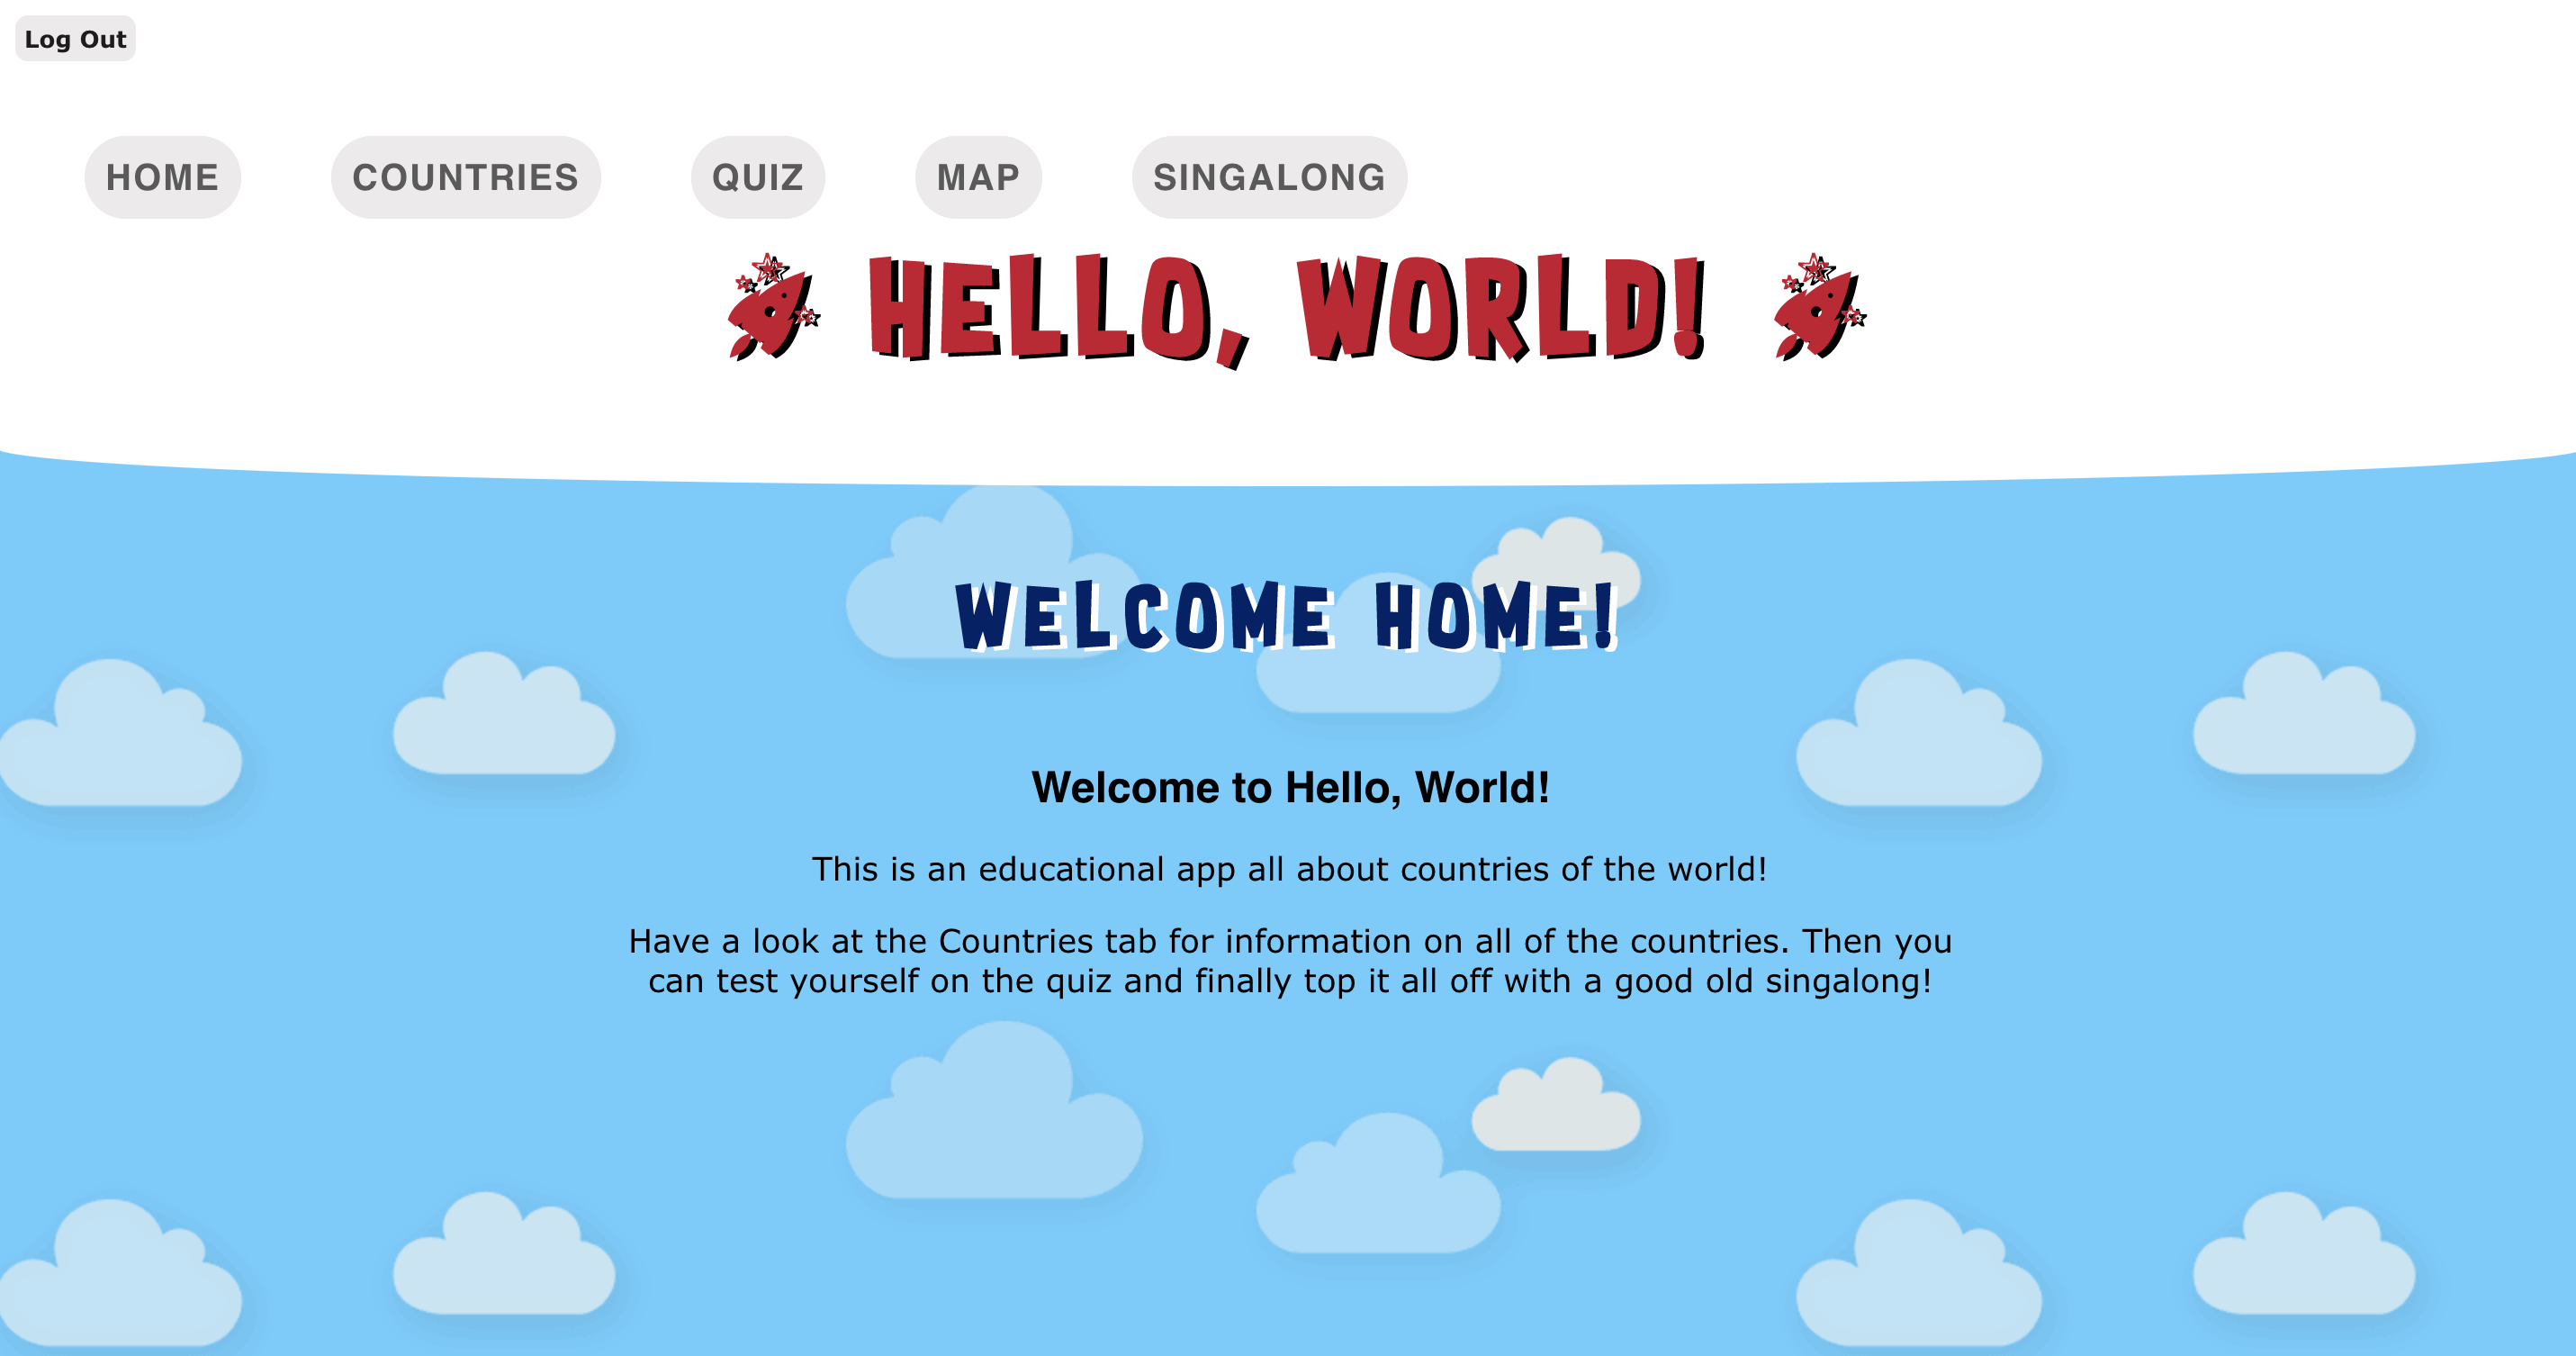 Log Out
HOME COUNTRIES QUIZ MAP SINGALONG
HELLO, WORLD!
WELCOME HOME!
Welcome to Hello, World!
This is an educational app all about countries of the world!
Have a look at the Countries tab for information on all of the countries. Then you
can test yourself on the quiz and finally top it all off with a good old singalong!